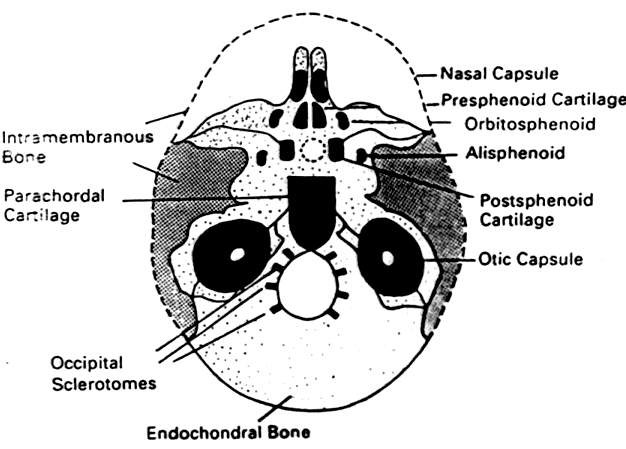 Nasal Capsule
Presphenoid Cartilage
Orbitosphenoid
Intramembranous
Bone
Alisphenoid
Parachordal
Cartilage
Postsphenoid
Cartilage
Otic Capsule
Occipital
Sclerotomes
Endochondral Bone